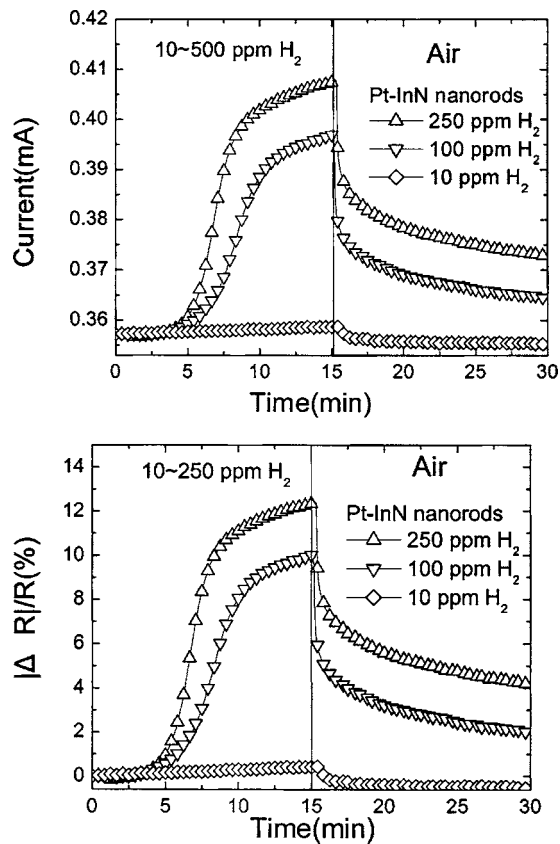 0.42
0.41
0.40
0.39
0.38
0.37
0.36
Current(mA)
10~500 ppm H2
Air
Pt-InN nanorods
250 ppm H2
100 ppm H2
10 ppm H2
0 5 10 15 20 25 30
Time(min)
14
12
10
8
6
4
2
0
|Δ R|/R(%)
10~250 ppm H2
Air
Pt-InN nanorods
250 ppm H2
100 ppm H2
10 ppm H2
0 5 10 15 20 25 30
Time(min)